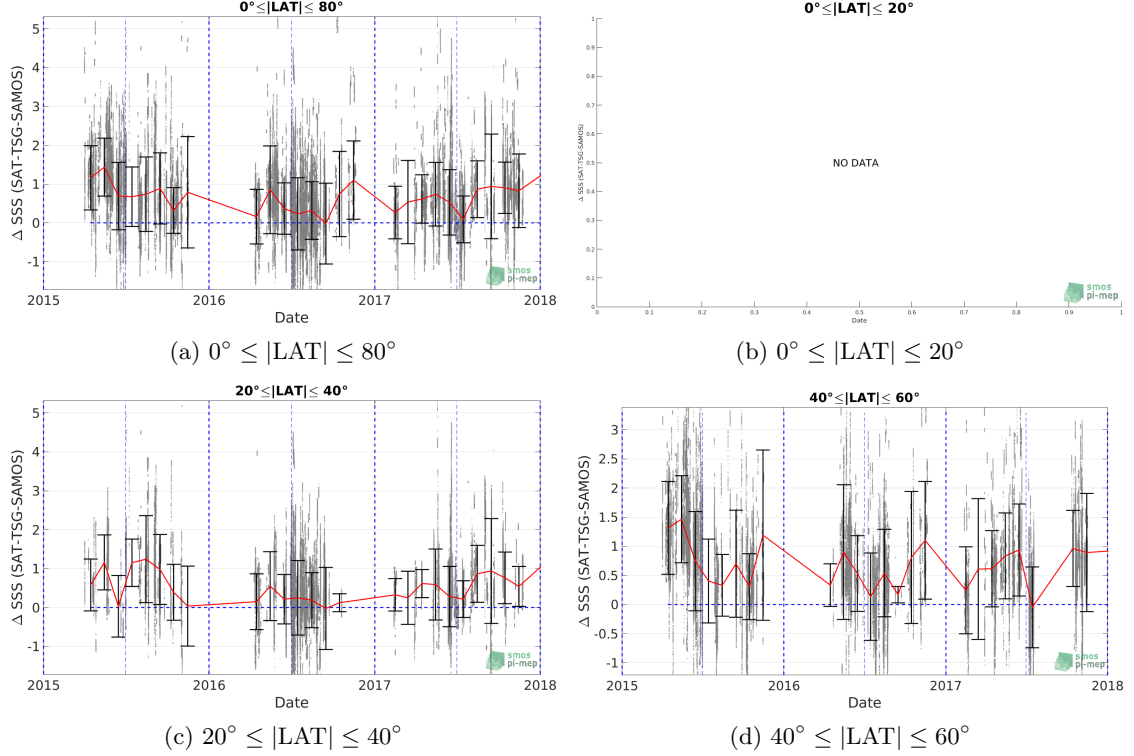 0°≤|LAT|≤ 80°
Δ SSS (SAT-TSG-SAMOS)
5
4
3
2
1
0
-1
2015
2016
2017
2018
Date
smos
pi-mep
(a) 0° ≤ |LAT| ≤ 80°
0°≤|LAT|≤ 20°
Δ SSS (SAT-TSG-SAMOS)
1
0.9
0.8
0.7
0.6
0.5
0.4
0.3
0.2
0.1
0
NO DATA
0
0.1
0.2
0.3
0.4
0.5
0.6
0.7
0.8
0.9
1
Date
smos
pi-mep
(b) 0° ≤ |LAT| ≤ 20°
20°≤|LAT|≤ 40°
Δ SSS (SAT-TSG-SAMOS)
5
4
3
2
1
0
-1
2015
2016
2017
2018
Date
smos
pi-mep
(c) 20° ≤ |LAT| ≤ 40°
40°≤|LAT|≤ 60°
Δ SSS (SAT-TSG-SAMOS)
3
2.5
2
1.5
1
0.5
0
-0.5
-1
2015
2016
2017
2018
Date
smos
pi-mep
(d) 40° ≤ |LAT| ≤ 60°